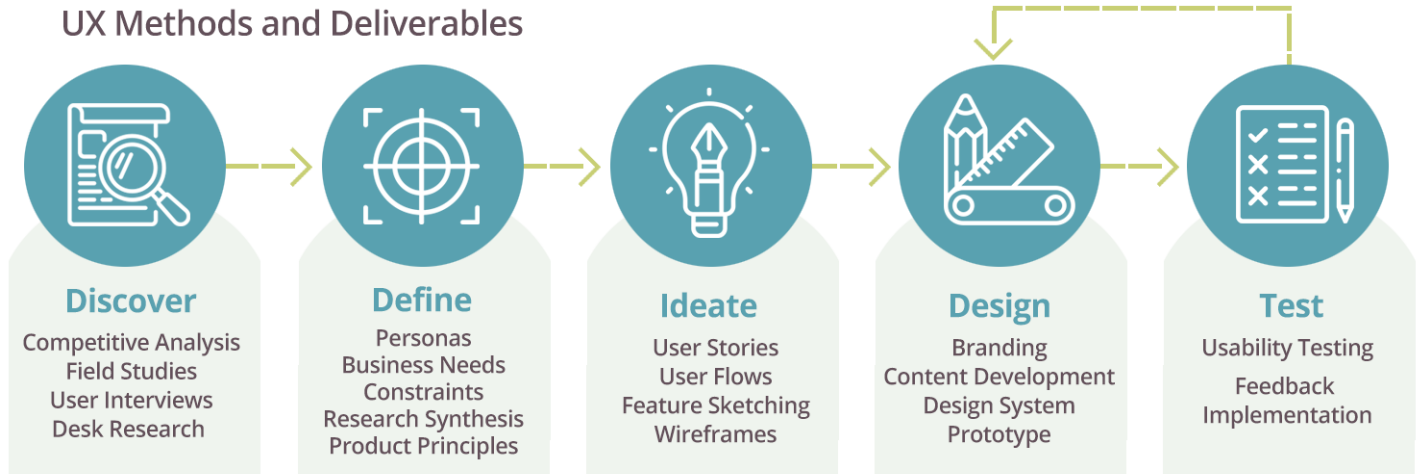 UX Methods and Deliverables
Discover
Competitive Analysis
Field Studies
User Interviews
Desk Research
Define
Personas
Business Needs
Constraints
Research Synthesis
Product Principles
Ideate
User Stories
User Flows
Feature Sketching
Wireframes
Design
Branding
Content Development
Design System
Prototype
Test
Usability Testing
Feedback
Implementation